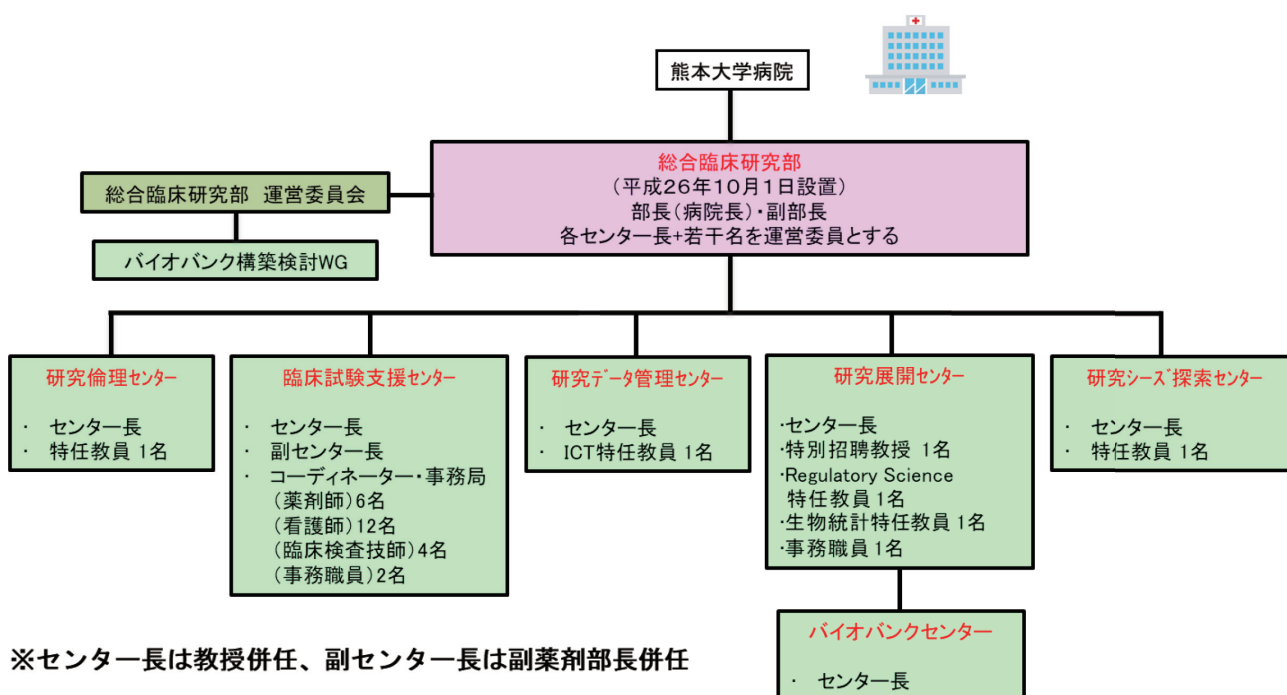 熊本大学病院
総合臨床研究部
(平成26年10月1日設置)
部長(病院長)・副部長
各センター長+若干名を運営委員とする
総合臨床研究部 運営委員会
バイオバンク構築検討WG
研究倫理センター
・ センター長
・ 特任教員 1名
臨床試験支援センター
・ センター長
・ 副センター長
・ コーディネーター・事務局
(薬剤師)6名
(看護師)12名
(臨床検査技師)4名
(事務職員)2名
研究データ管理センター
・ センター長
・ ICT特任教員 1名
研究展開センター
・センター長
・特別招聘教授 1名
・Regulatory Science
特任教員 1名
・生物統計特任教員 1名
・事務職員 1名
研究シーズ探索センター
・ センター長
・ 特任教員 1名
バイオバンクセンター
・ センター長
※センター長は教授併任、副センター長は副薬剤部長併任